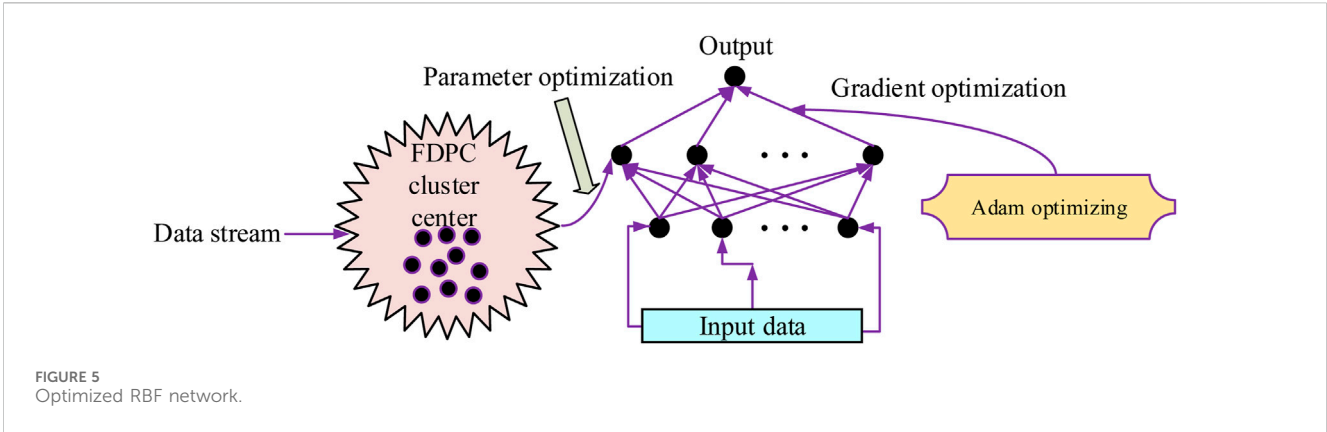 Output
Parameter optimization
Gradient optimization
FDPC
cluster
center
Data stream
Adam optimizing
Input data
FIGURE 5
Optimized RBF network.